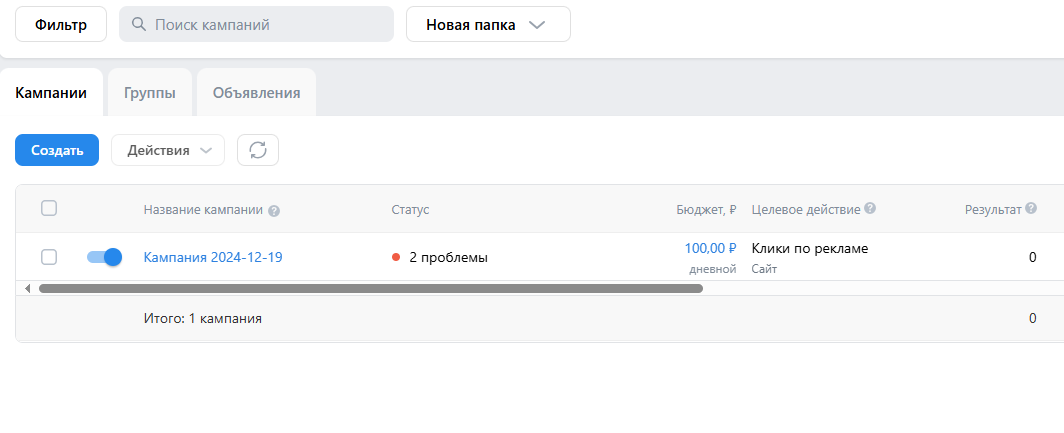 Фильтр Поиск кампаний Новая папка
Кампании Группы Объявления
Создать Действия
Название кампании ? Статус Бюджет, ₽ Целевое действие ? Результат ?
Кампания 2024-12-19 2 проблемы 100,00 ₽ Клики по рекламе 0
дневной Сайт
Итого: 1 кампания 0